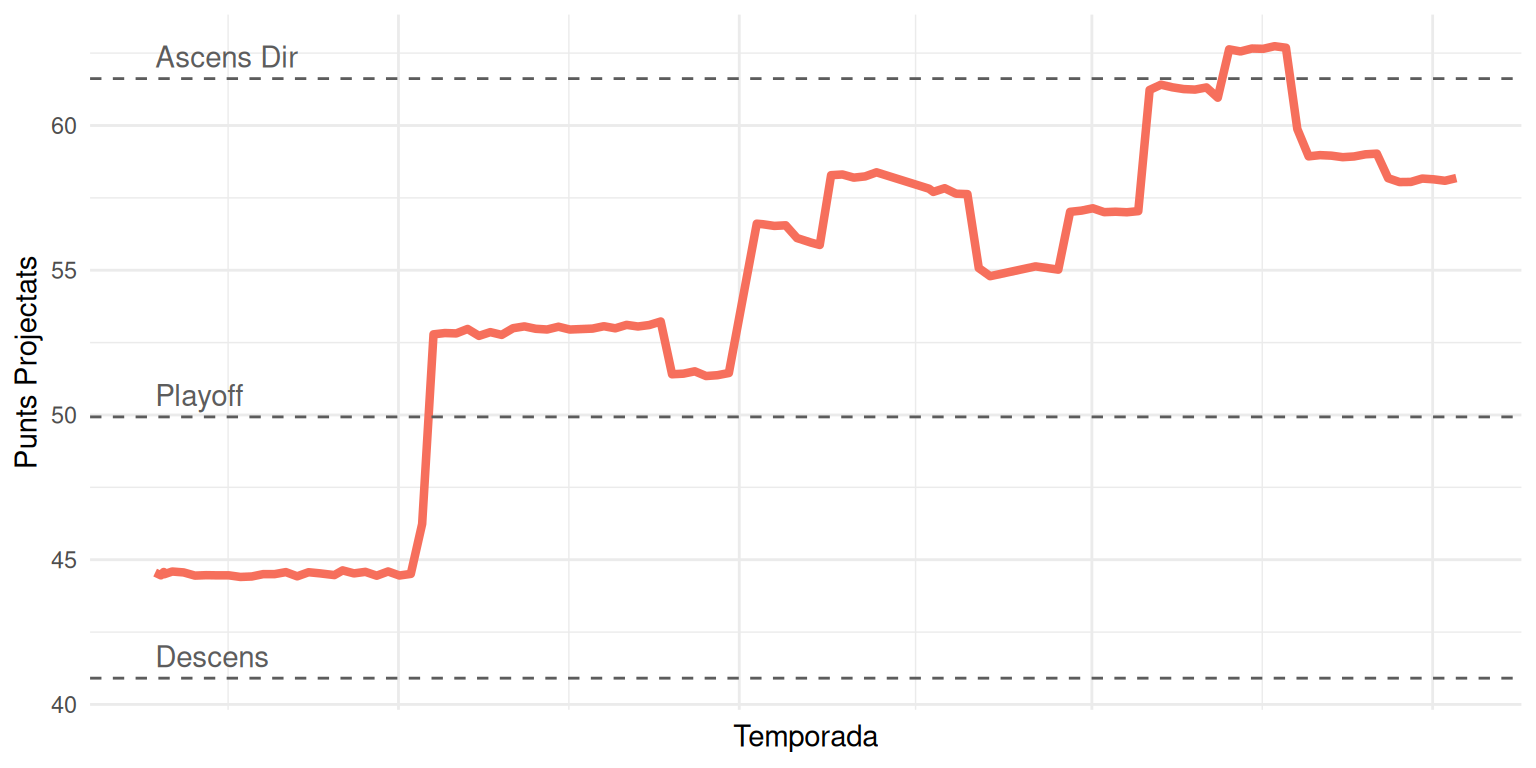 Ascens Dir
60
55
Playoff
50
45
Descens
40
Punts Projectats
Temporada